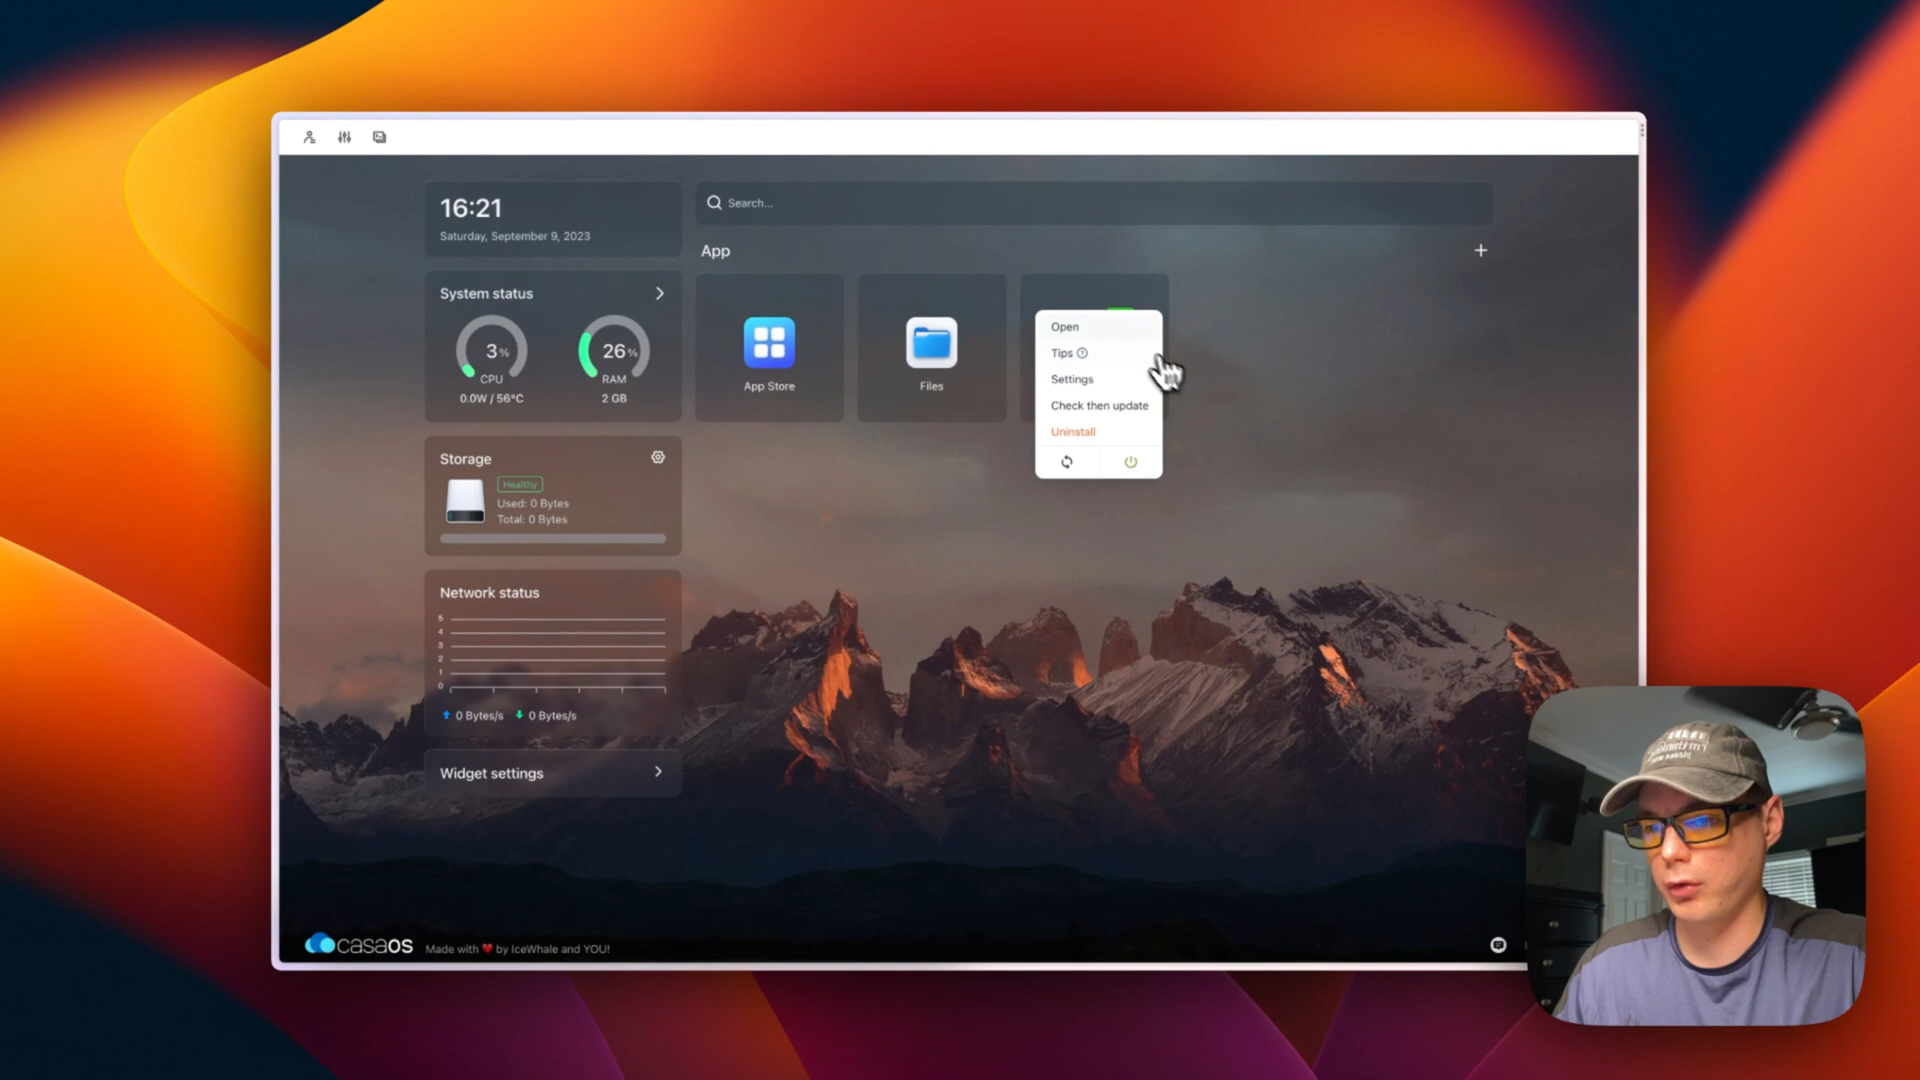 16:21
Saturday, September 9, 2023
Search...
App
System status
3%
CPU
0.0W / 56°C
26%
RAM
2 GB
App Store
Files
Open
Tips
Settings
Check then update
Uninstall
Storage
Healthy
Used: 0 Bytes
Total: 0 Bytes
Network status
5
4
3
2
1
0
0 Bytes/s
0 Bytes/s
Widget settings
casaos
Made with ❤ by IceWhale and YOU!